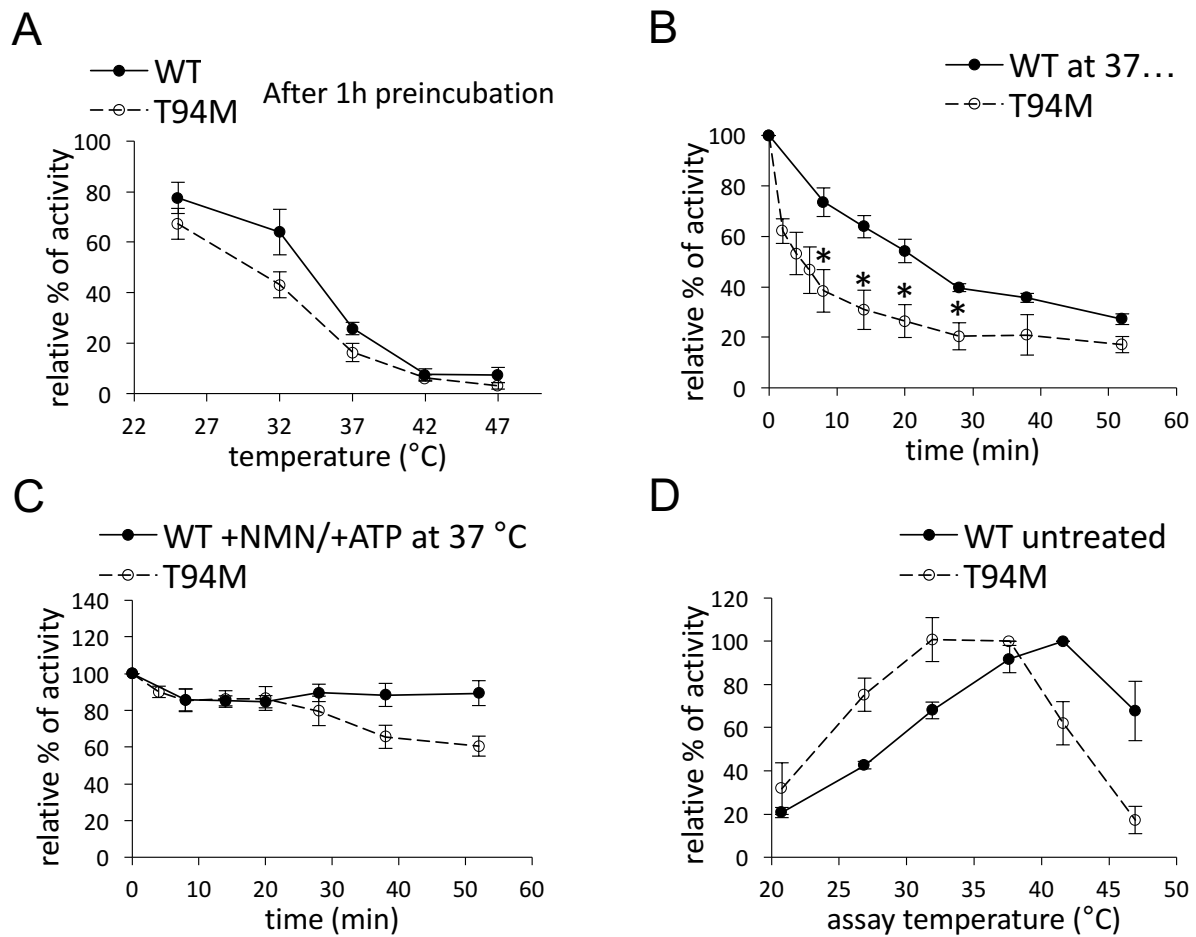 A
WT
T94M
After 1h preincubation
relative % of activity
100
80
60
40
20
0
22 27 32 37 42 47
temperature (°C)
B
WT at 37…
T94M
relative % of activity
100
80
60
40
20
0
*
*
*
*
0 10 20 30 40 50 60
time (min)
C
WT +NMN/+ATP at 37 °C
T94M
relative % of activity
140
120
100
80
60
40
20
0
0 10 20 30 40 50 60
time (min)
D
WT untreated
T94M
relative % of activity
120
100
80
60
40
20
0
20 25 30 35 40 45 50
assay temperature (°C)